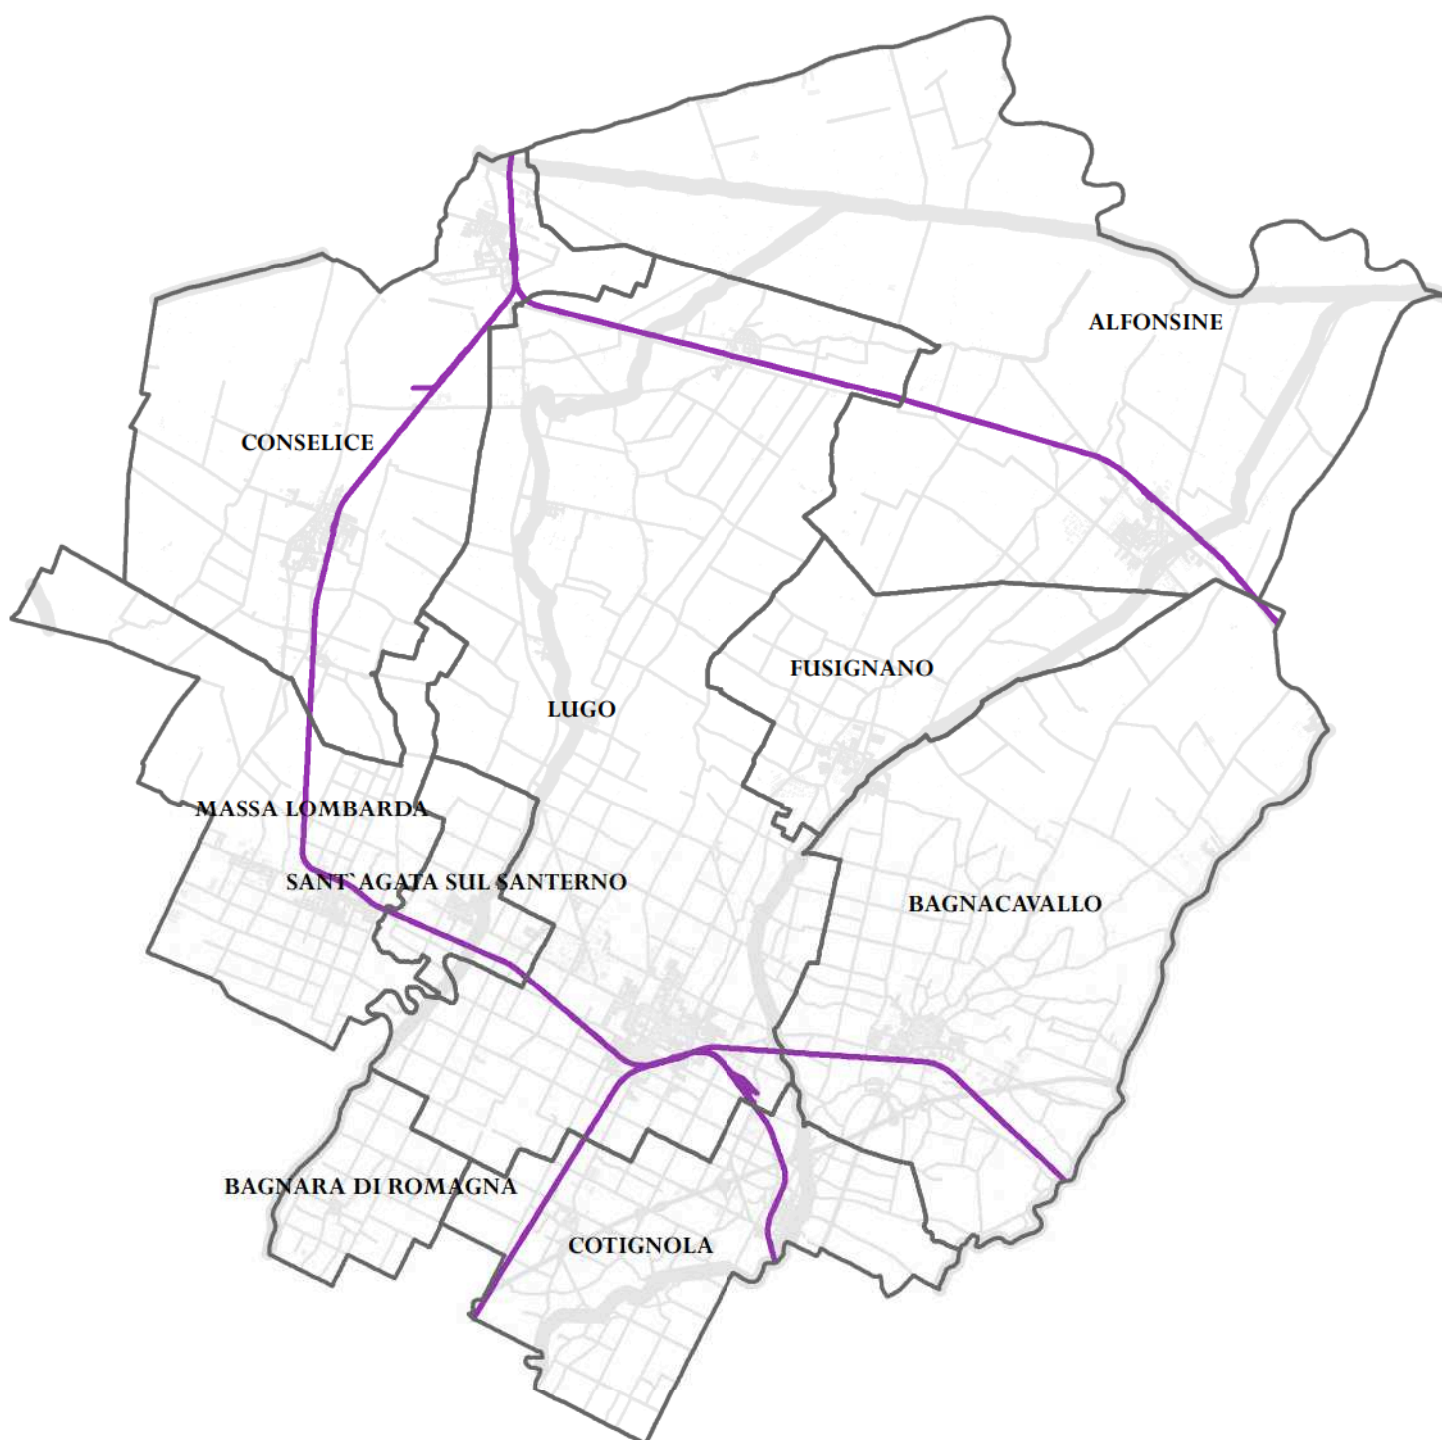 ALFONSINE
CONSELICE
FUSIGNANO
LUGO
MASSA LOMBARDA
SANT`AGATA SUL SANTERNO
BAGNACAVALLO
BAGNARA DI ROMAGNA
COTIGNOLA